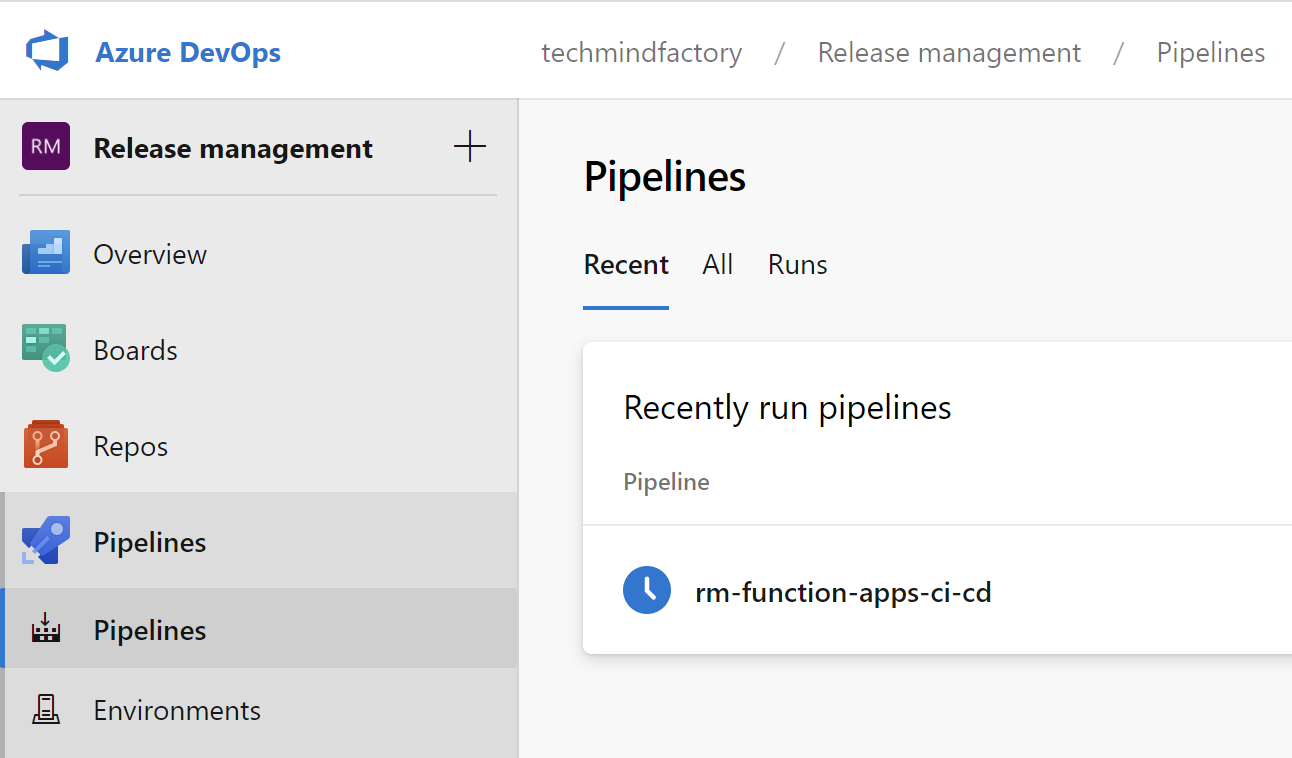 Azure DevOps
techmindfactory / Release management / Pipelines
RM Release management
Overview
Boards
Repos
Pipelines
Pipelines
Environments
Pipelines
Recent All Runs
Recently run pipelines
Pipeline
rm-function-apps-ci-cd